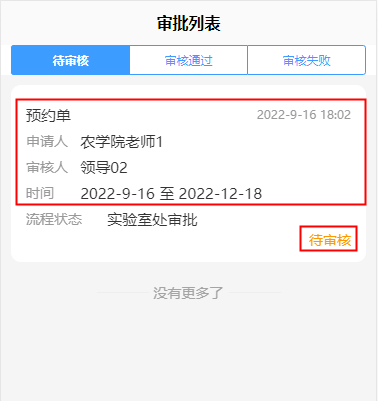 审批列表
待审核 审核通过 审核失败
预约单 2022-9-16 18:02
申请人 农学院老师1
审核人 领导02
时间 2022-9-16 至 2022-12-18
流程状态 实验室处审批
待审核
没有更多了